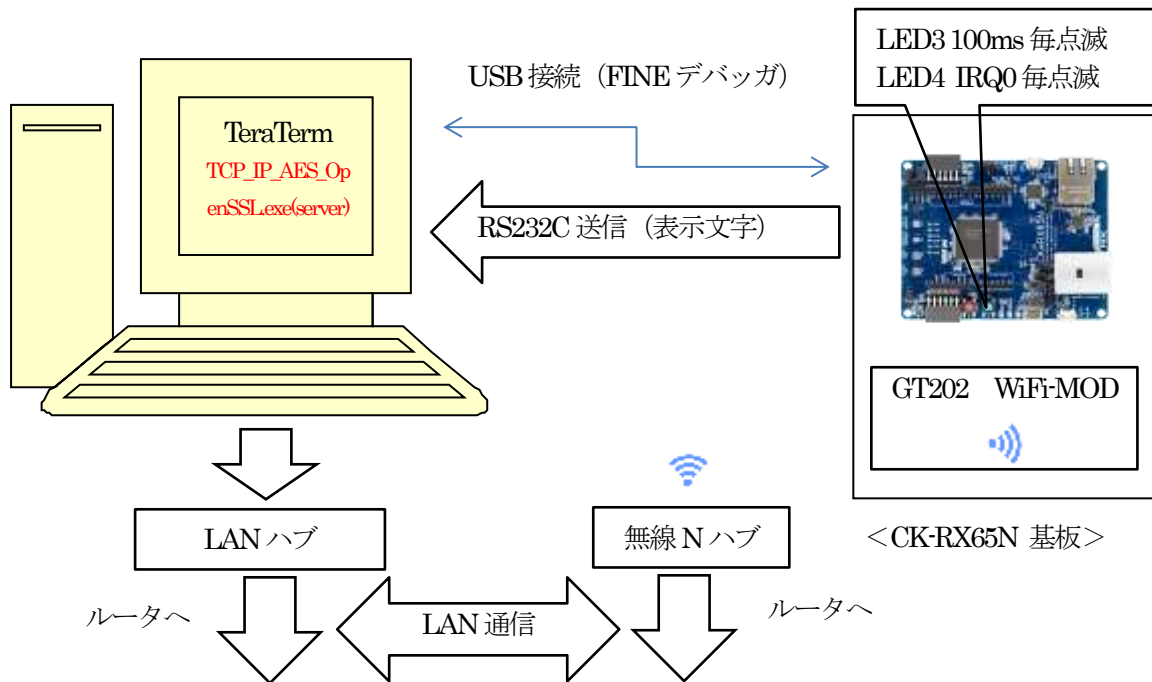 LED3 100ms 毎点滅
LED4 IRQ0 毎点滅
USB 接続（FINE デバッガ）
TeraTerm
TCP_IP_AES_Op
enSSL.exe(server)
RS232C 送信（表示文字）
GT202 WiFi-MOD
LAN ハブ
無線 N ハブ
＜CK-RX65N 基板＞
ルータへ
LAN 通信
ルータへ